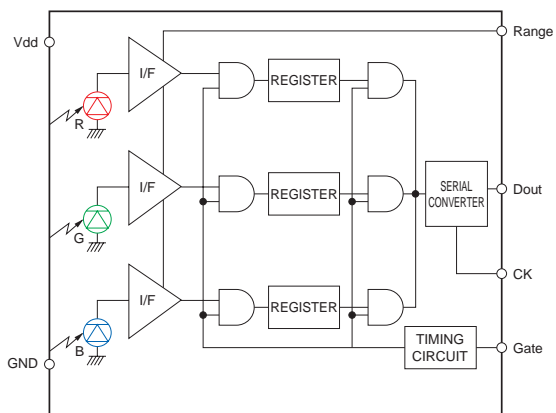 Vdd
Range
I/F
REGISTER
R
I/F
REGISTER
SERIAL
CONVERTER
Dout
G
CK
I/F
REGISTER
B
TIMING
CIRCUIT
Gate
GND